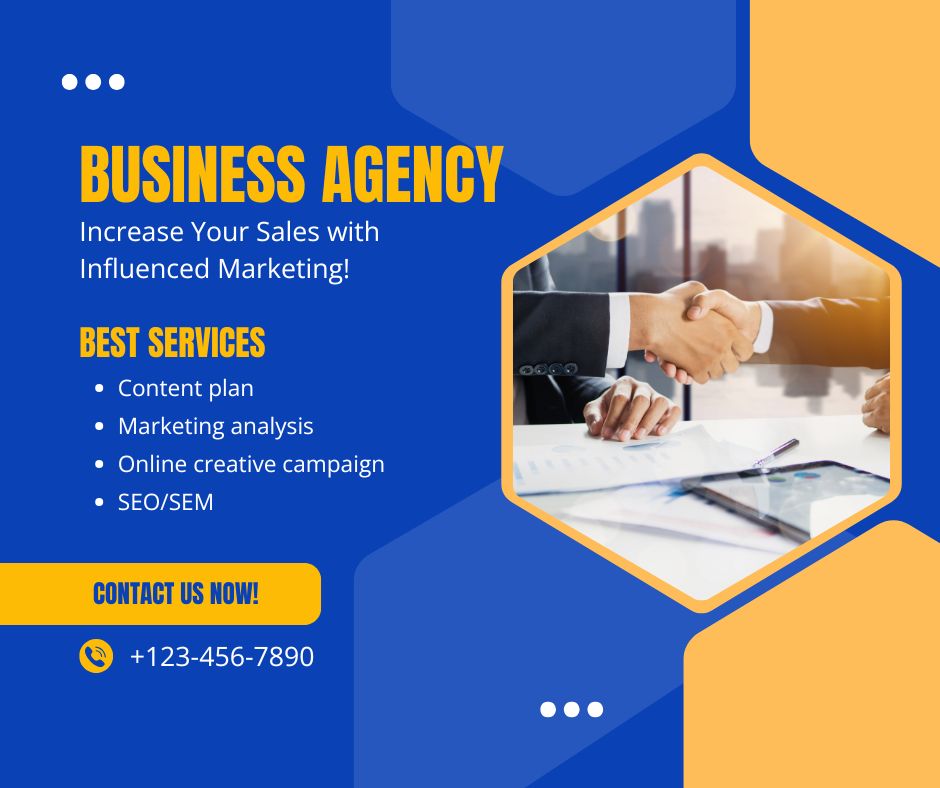 BUSINESS AGENCY
Increase Your Sales with
Influenced Marketing!
BEST SERVICES
• Content plan
• Marketing analysis
• Online creative campaign
• SEO/SEM
CONTACT US NOW!
+123-456-7890